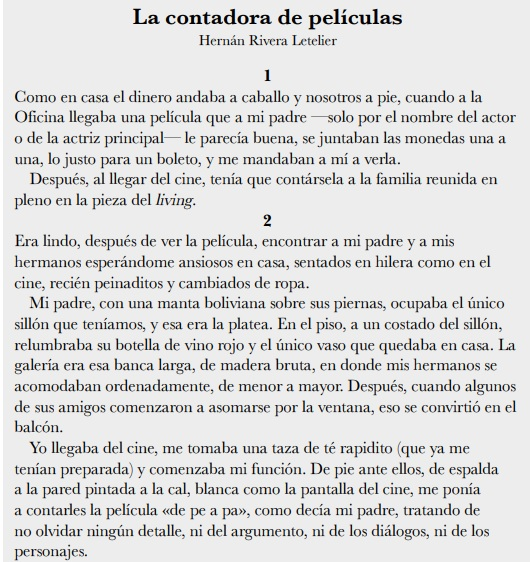 La contadora de películas
Hernán Rivera Letelier
1
Como en casa el dinero andaba a caballo y nosotros a pie, cuando a la
Oficina llegaba una película que a mi padre —solo por el nombre del actor
o de la actriz principal— le parecía buena, se juntaban las monedas una a
una, lo justo para un boleto, y me mandaban a mí a verla.
Después, al llegar del cine, tenía que contársela a la familia reunida en
pleno en la pieza del living.
2
Era lindo, después de ver la película, encontrar a mi padre y a mis
hermanos esperándome ansiosos en casa, sentados en hilera como en el
cine, recién peinaditos y cambiados de ropa.
Mi padre, con una manta boliviana sobre sus piernas, ocupaba el único
sillón que teníamos, y esa era la platea. En el piso, a un costado del sillón,
relumbraba su botella de vino rojo y el único vaso que quedaba en casa. La
galería era esa banca larga, de madera bruta, en donde mis hermanos se
acomodaban ordenadamente, de menor a mayor. Después, cuando algunos
de sus amigos comenzaron a asomarse por la ventana, eso se convirtió en el
balcón.
Yo llegaba del cine, me tomaba una taza de té rapidito (que ya me
tenían preparada) y comenzaba mi función. De pie ante ellos, de espalda
a la pared pintada a la cal, blanca como la pantalla del cine, me ponía
a contarles la película «de pe a pa», como decía mi padre, tratando de
no olvidar ningún detalle, ni del argumento, ni de los diálogos, ni de los
personajes.